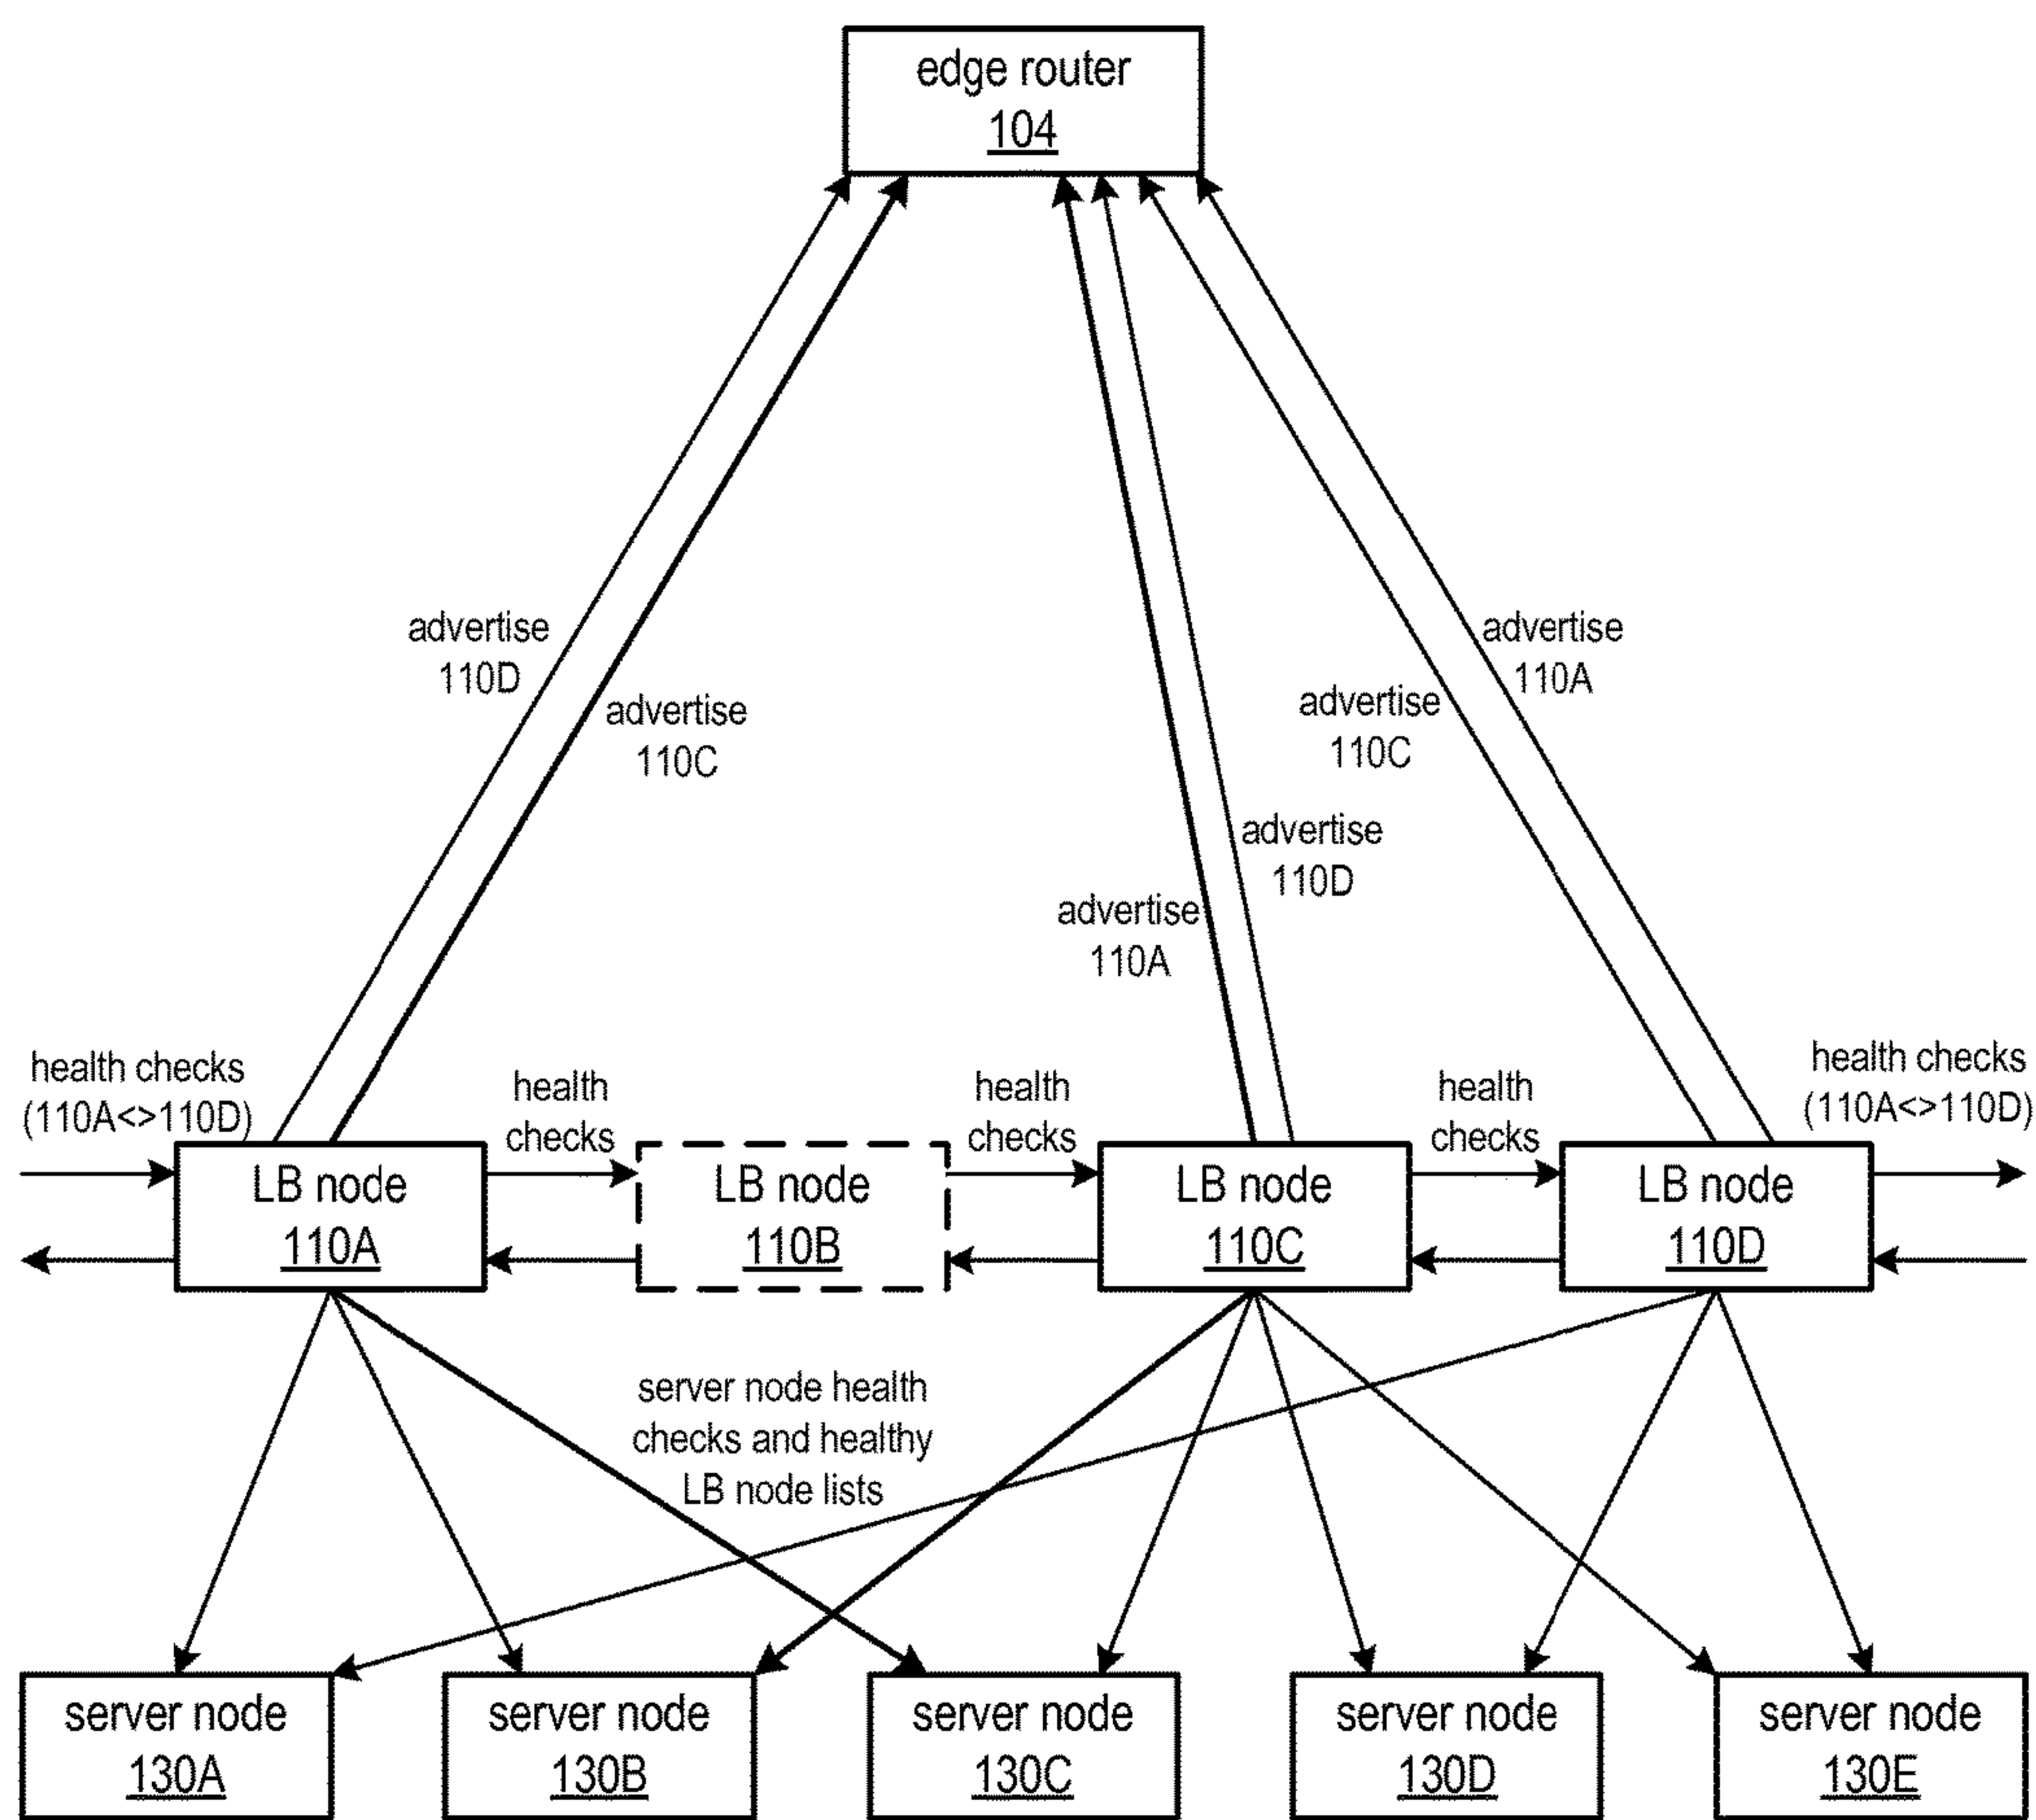 edge router
104
advertise
110D
advertise
110C
advertise
110A
advertise
110C
advertise
110D
advertise
110A
health checks
(110A<>110D)
health
checks
health
checks
health
checks
health checks
(110A<>110D)
LB node
110A
LB node
110B
LB node
110C
LB node
110D
server node health
checks and healthy
LB node lists
server node
130A
server node
130B
server node
130C
server node
130D
server node
130E